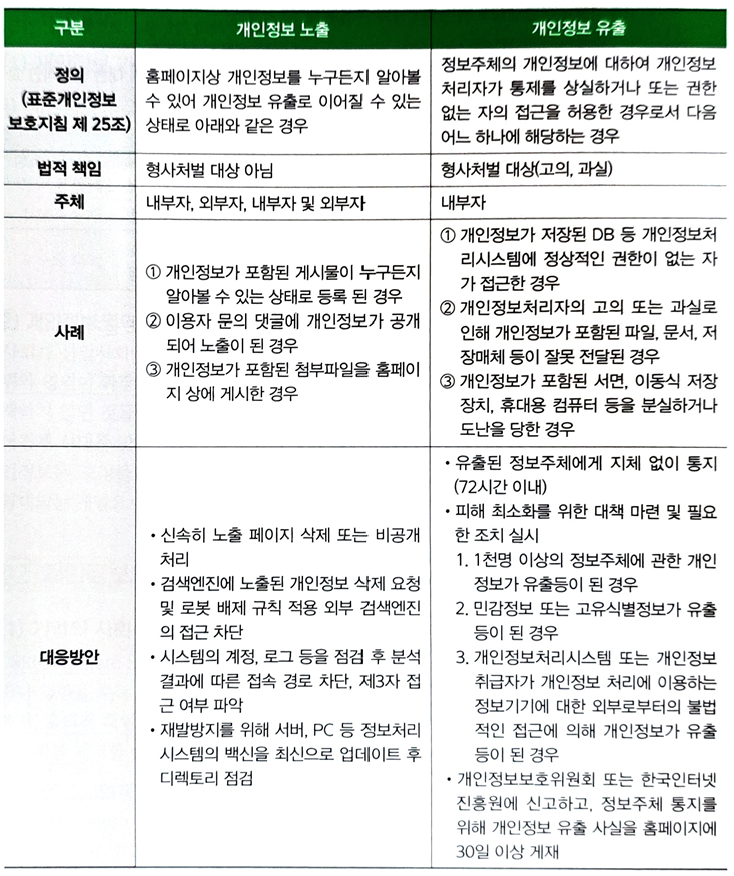 구분
개인정보 노출
개인정보 유출
정의
(표준개인정보
보호지침 제 25조)
홈페이지상 개인정보를 누구든지 알아볼
수 있어 개인정보 유출로 이어질 수 있는
상태로 아래와 같은 경우
정보주체의 개인정보에 대하여 개인정보
처리자가 통제를 상실하거나 또는 권한
없는 자의 접근을 허용한 경우로서 다음
어느 하나에 해당하는 경우
법적 책임
형사처벌 대상 아님
형사처벌 대상(고의, 과실)
주체
내부자, 외부자, 내부자 및 외부자
내부자
사례
① 개인정보가 포함된 게시물이 누구든지
알아볼 수 있는 상태로 등록 된 경우
② 이용자 문의 댓글에 개인정보가 공개
되어 노출이 된 경우
③ 개인정보가 포함된 첨부파일을 홈페이
지 상에 게시한 경우
① 개인정보가 저장된 DB 등 개인정보처
리시스템에 정상적인 권한이 없는 자
가 접근한 경우
② 개인정보처리자의 고의 또는 과실로
인해 개인정보가 포함된 파일, 문서, 저
장매체 등이 잘못 전달된 경우
③ 개인정보가 포함된 서면, 이동식 저장
장치, 휴대용 컴퓨터 등을 분실하거나
도난을 당한 경우
대응방안
• 신속히 노출 페이지 삭제 또는 비공개
처리
• 검색엔진에 노출된 개인정보 삭제 요청
및 로봇 배제 규칙 적용 외부 검색엔진
의 접근 차단
• 시스템의 계정, 로그 등을 점검 후 분석
결과에 따른 접속 경로 차단, 제3자 접
근 여부 파악
• 재발방지를 위해 서버, PC 등 정보처리
시스템의 백신을 최신으로 업데이트 후
디렉토리 점검
• 유출된 정보주체에게 지체 없이 통지
(72시간 이내)
• 피해 최소화를 위한 대책 마련 및 필요
한 조치 실시
1. 1천명 이상의 정보주체에 관한 개인
정보가 유출등이 된 경우
2. 민감정보 또는 고유식별정보가 유출
등이 된 경우
3. 개인정보처리시스템 또는 개인정보
취급자가 개인정보 처리에 이용하는
정보기기에 대한 외부로부터의 불법
적인 접근에 의해 개인정보가 유출
등이 된 경우
• 개인정보보호위원회 또는 한국인터넷
진흥원에 신고하고, 정보주체 통지를
위해 개인정보 유출 사실을 홈페이지에
30일 이상 게재